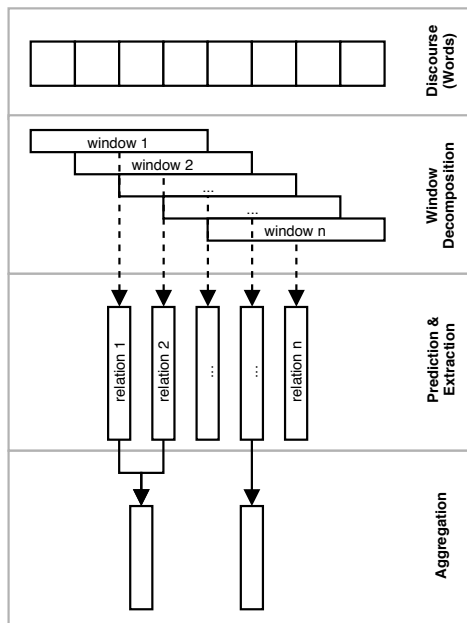 Discourse
(Words)
window 1
window 2
...
...
window n
Window
Decomposition
relation 1
relation 2
...
...
relation n
Prediction &
Extraction
Aggregation